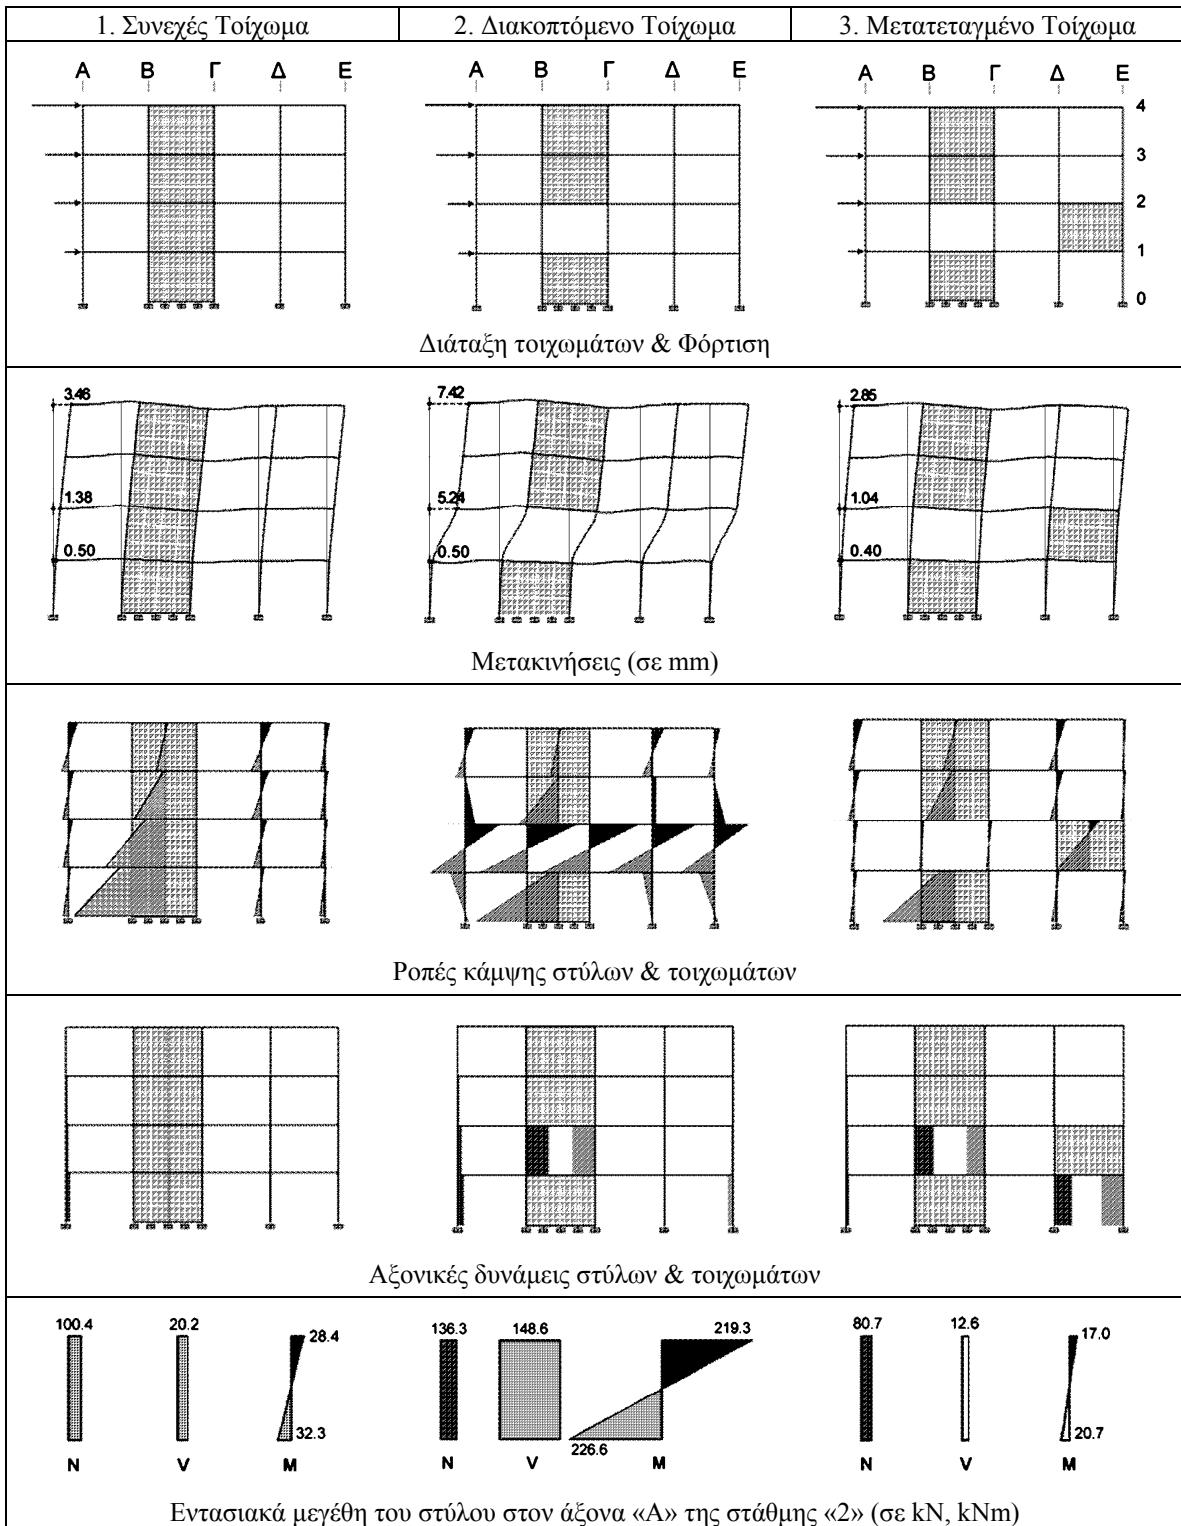 1. Συνεχές Τοίχωμα
2. Διακοπτόμενο Τοίχωμα
3. Μετατεταγμένο Τοίχωμα
A B Γ Δ E
A B Γ Δ E
A B Γ Δ E
4
3
2
1
0
Διάταξη τοιχωμάτων & Φόρτιση
3.46
1.38
0.50
7.42
5.24
0.50
2.85
1.04
0.40
Μετακινήσεις (σε mm)
Ροπές κάμψης στύλων & τοιχωμάτων
Αξονικές δυνάμεις στύλων & τοιχωμάτων
100.4 20.2 28.4
32.3
N V M
136.3 148.6 219.3
226.6
N V M
80.7 12.6 17.0
20.7
N V M
Εντασιακά μεγέθη του στύλου στον άξονα «Α» της στάθμης «2» (σε kN, kNm)